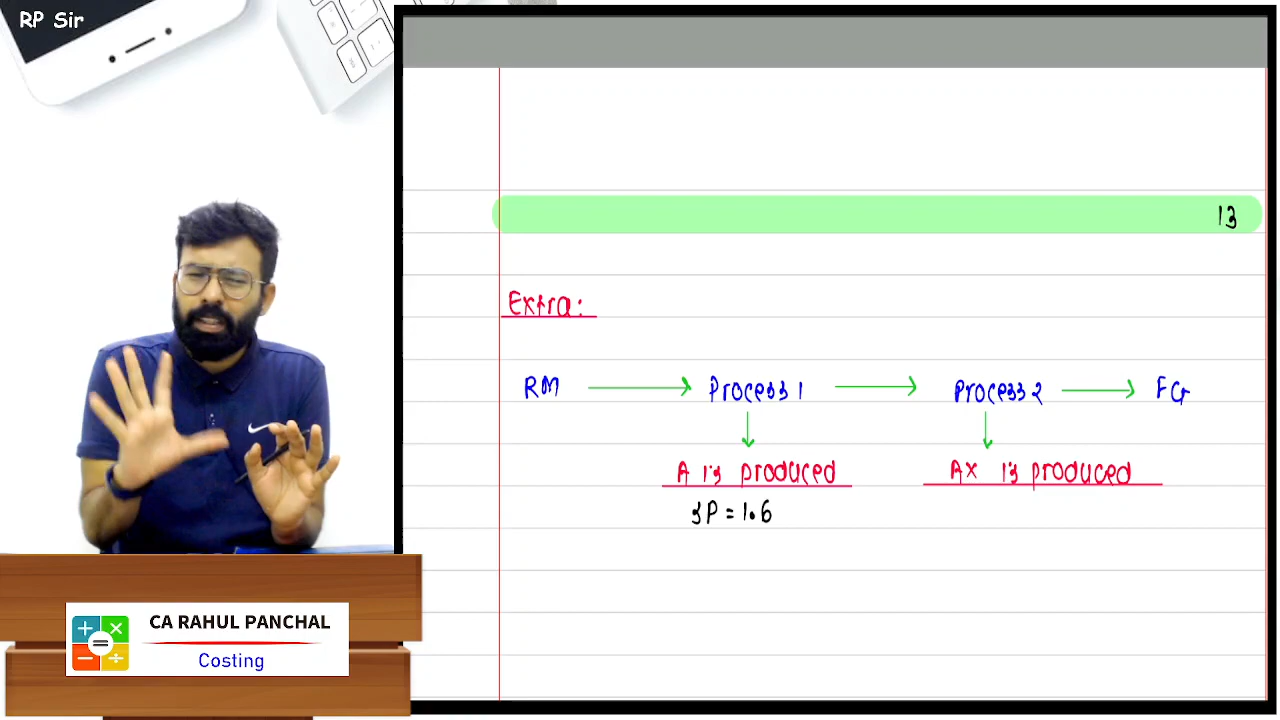 RP Sir
13
Extra:
RM → Process 1 → Process 2 → FG
A is produced
Ax is produced
SP = 1.6
CA RAHUL PANCHAL
Costing